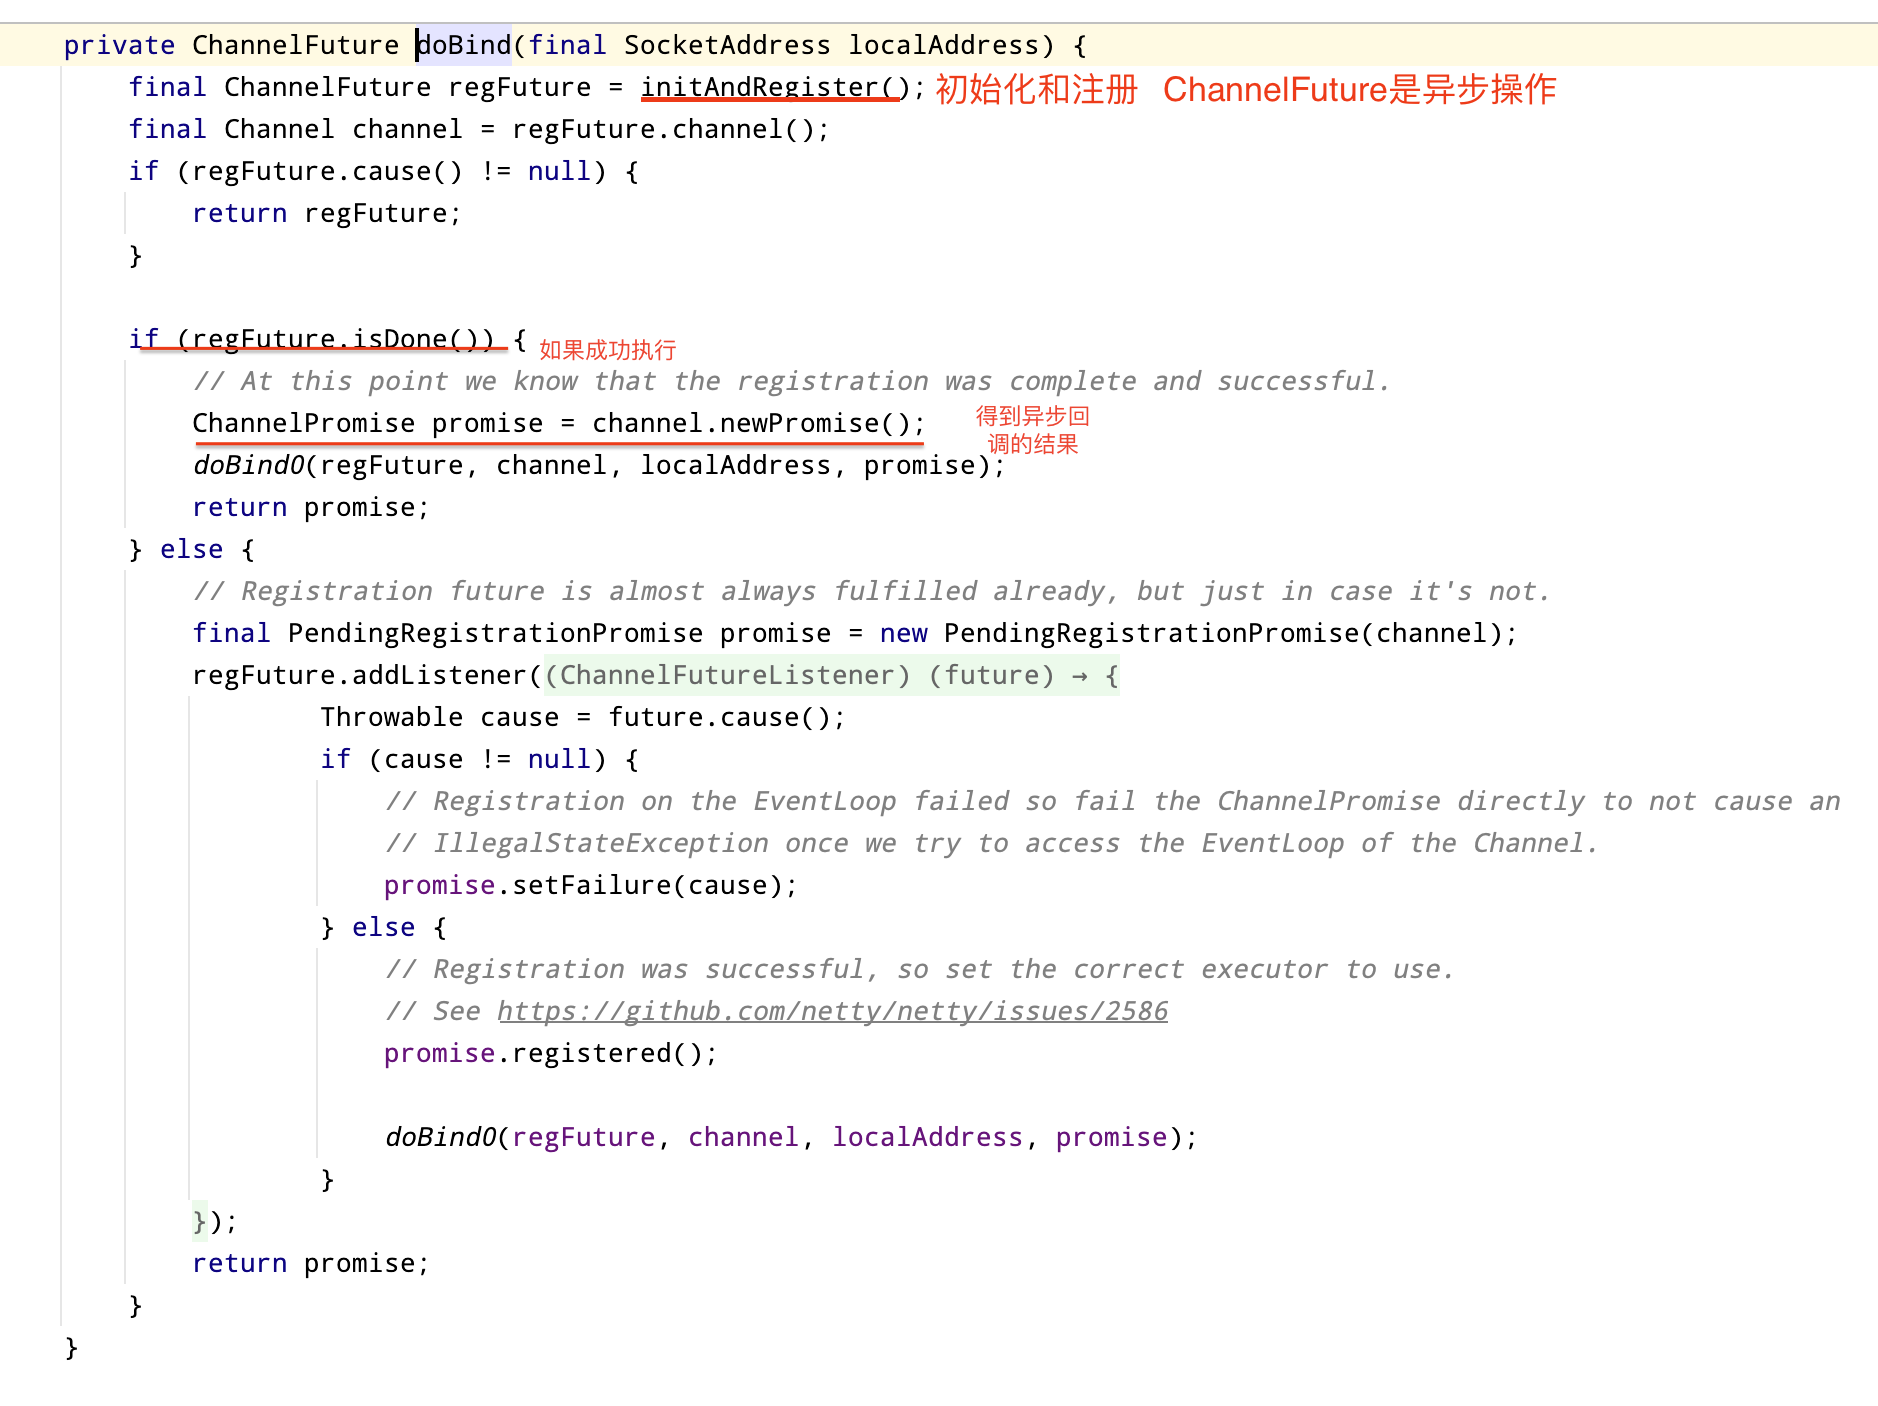 private ChannelFuture doBind(final SocketAddress localAddress) {
final ChannelFuture regFuture = initAndRegister(); 初始化和注册 ChannelFuture是异步操作
final Channel channel = regFuture.channel();
if (regFuture.cause() != null) {
return regFuture;
}
if (regFuture.isDone()) { 如果成功执行
// At this point we know that the registration was complete and successful.
ChannelPromise promise = channel.newPromise(); 得到异步回
调的结果
doBind0(regFuture, channel, localAddress, promise);
return promise;
} else {
// Registration future is almost always fulfilled already, but just in case it's not.
final PendingRegistrationPromise promise = new PendingRegistrationPromise(channel);
regFuture.addListener((ChannelFutureListener) (future) → {
Throwable cause = future.cause();
if (cause != null) {
// Registration on the EventLoop failed so fail the ChannelPromise directly to not cause an
// IllegalStateException once we try to access the EventLoop of the Channel.
promise.setFailure(cause);
} else {
// Registration was successful, so set the correct executor to use.
// See https://github.com/netty/netty/issues/2586
promise.registered();
doBind0(regFuture, channel, localAddress, promise);
}
});
return promise;
}
}